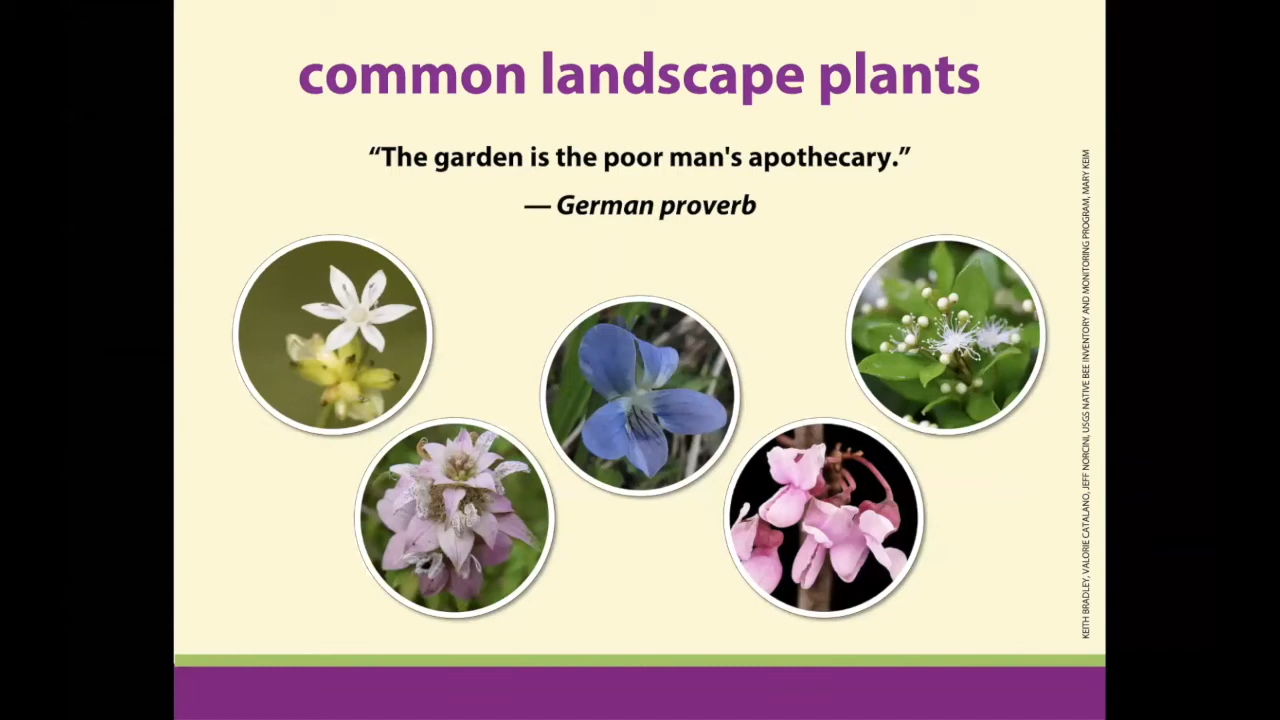 common landscape plants
“The garden is the poor man's apothecary.”
— German proverb
KEITH BRADLEY, VALORIE CATALANO, JEFF NORCINI, USGS NATIVE BEE INVENTORY AND MONITORING PROGRAM, MARY KEIM